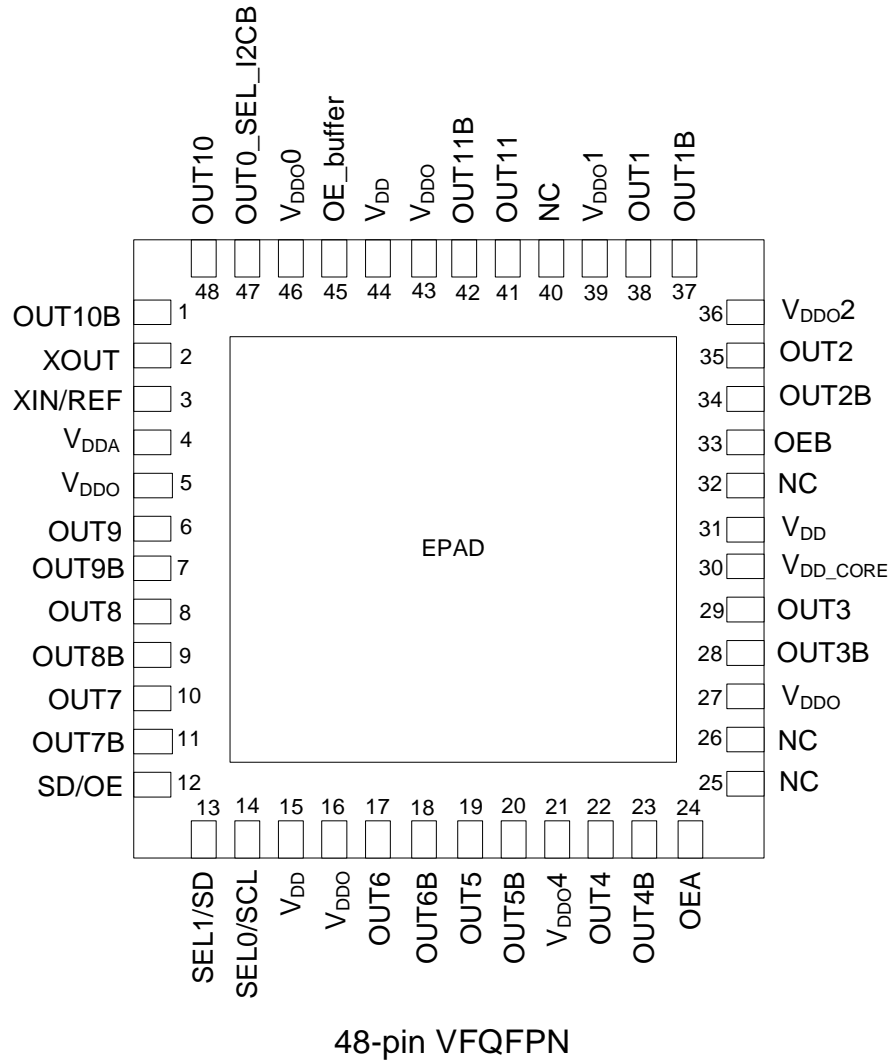 OUT10
OUT0_SEL_I2CB
VDDO0
OE_buffer
VDD
VDDO
OUT11B
OUT11
NC
VDDO1
OUT1
OUT1B
48
47
46
45
44
43
42
41
40
39
38
37
OUT10B 1
XOUT 2
XIN/REF 3
VDDA 4
VDDO 5
OUT9 6
OUT9B 7
OUT8 8
OUT8B 9
OUT7 10
OUT7B 11
SD/OE 12
EPAD
36 VDDO2
35 OUT2
34 OUT2B
33 OEB
32 NC
31 VDD
30 VDD_CORE
29 OUT3
28 OUT3B
27 VDDO
26 NC
25 NC
13
14
15
16
17
18
19
20
21
22
23
24
SEL1/SD
SEL0/SCL
VDD
VDDO
OUT6
OUT6B
OUT5
OUT5B
VDDO4
OUT4
OUT4B
OEA
48-pin VFQFPN